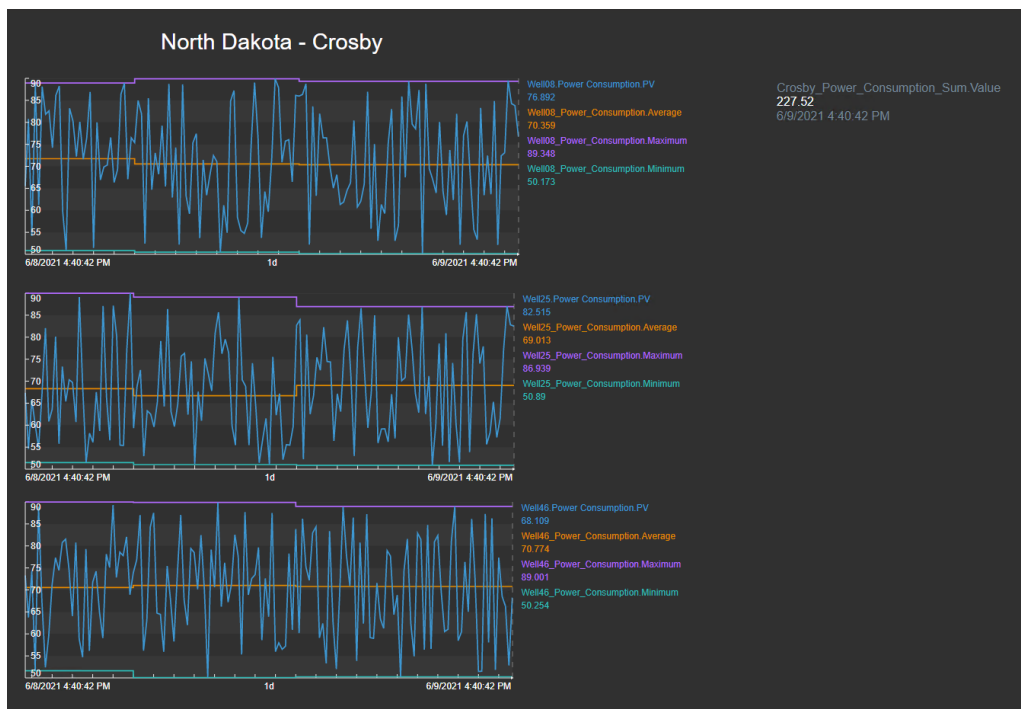 North Dakota - Crosby
90
85
80
75
70
65
60
55
50
6/8/2021 4:40:42 PM
1d
6/9/2021 4:40:42 PM
Well08.Power Consumption.PV
76.892
Well08_Power_Consumption.Average
70.359
Well08_Power_Consumption.Maximum
89.348
Well08_Power_Consumption.Minimum
50.173
Crosby_Power_Consumption_Sum.Value
227.52
6/9/2021 4:40:42 PM
90
85
80
75
70
65
60
55
50
6/8/2021 4:40:42 PM
1d
6/9/2021 4:40:42 PM
Well25.Power Consumption.PV
82.515
Well25_Power_Consumption.Average
69.013
Well25_Power_Consumption.Maximum
86.939
Well25_Power_Consumption.Minimum
50.89
90
85
80
75
70
65
60
55
50
6/8/2021 4:40:42 PM
1d
6/9/2021 4:40:42 PM
Well46.Power Consumption.PV
68.109
Well46_Power_Consumption.Average
70.774
Well46_Power_Consumption.Maximum
89.001
Well46_Power_Consumption.Minimum
50.254